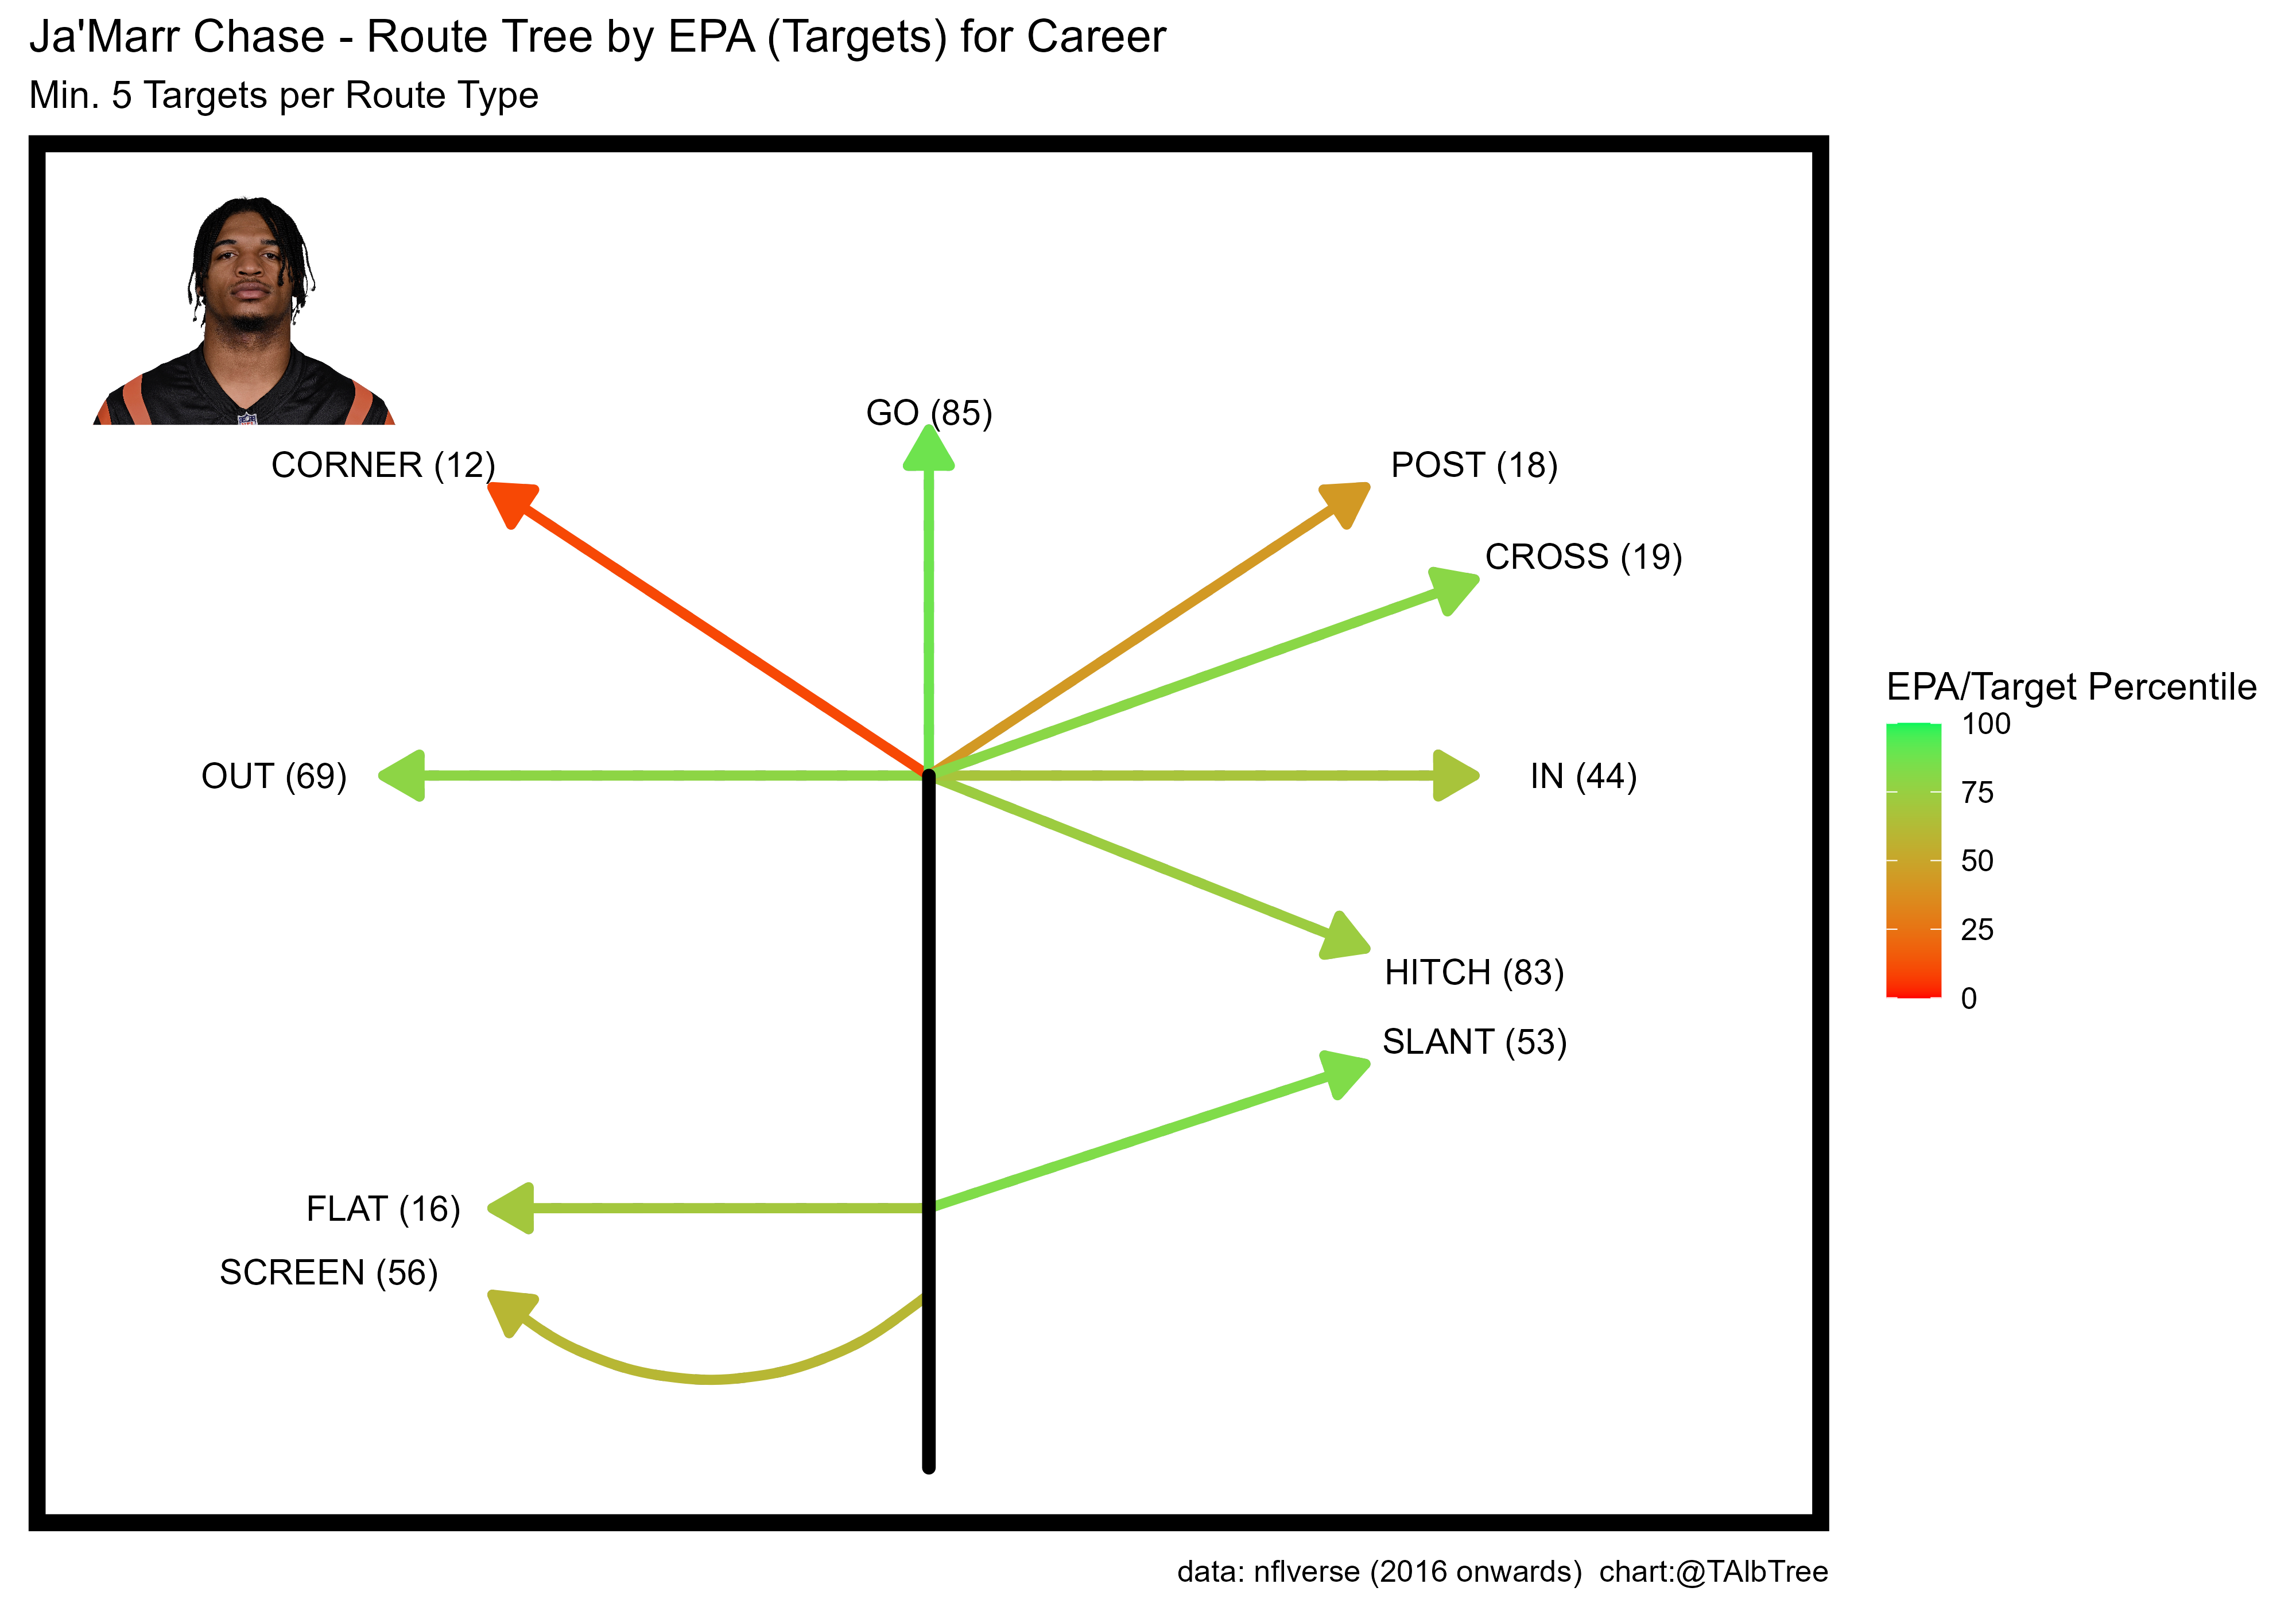 Ja'Marr Chase - Route Tree by EPA (Targets) for Career
Min. 5 Targets per Route Type
GO (85)
CORNER (12)
POST (18)
CROSS (19)
OUT (69)
IN (44)
HITCH (83)
SLANT (53)
FLAT (16)
SCREEN (56)
EPA/Target Percentile
100
75
50
25
0
data: nflverse (2016 onwards)  chart:@TAlbTree